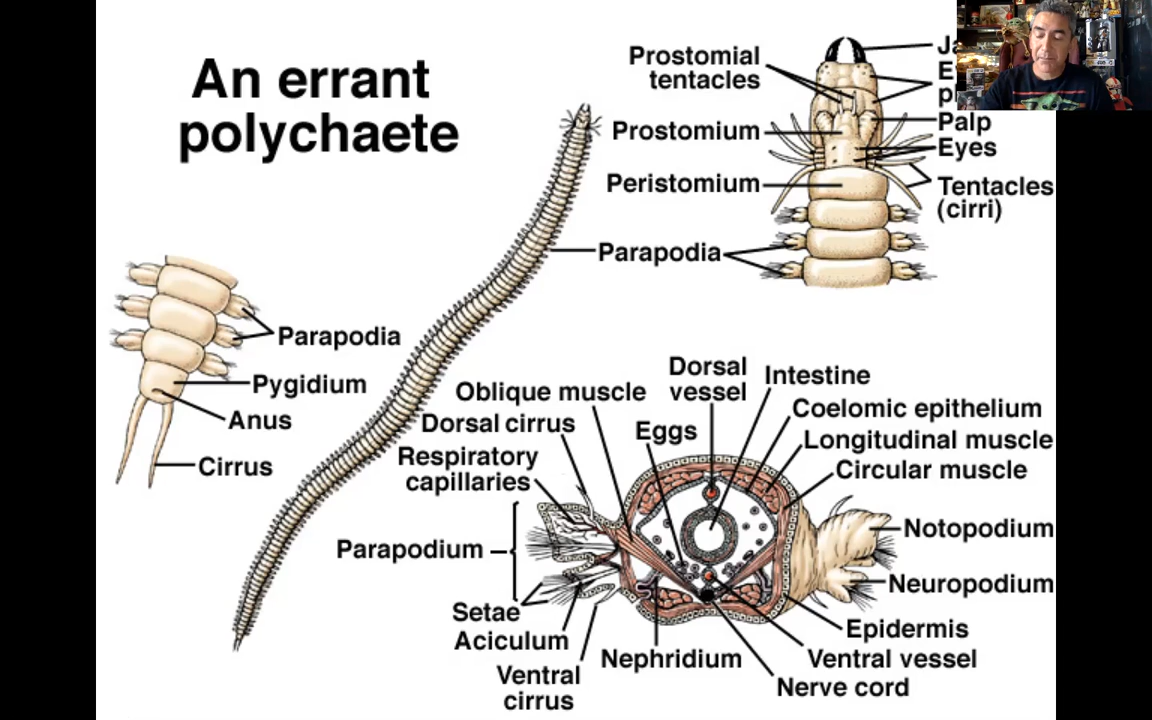 An errant
polychaete
Prostomial
tentacles
Prostomium
Peristomium
Parapodia
Palp
Eyes
Tentacles
(cirri)
Parapodia
Pygidium
Anus
Cirrus
Oblique muscle
Dorsal cirrus
Respiratory
capillaries
Parapodium
Setae
Aciculum
Ventral
cirrus
Eggs
Dorsal
vessel
Intestine
Coelomic epithelium
Longitudinal muscle
Circular muscle
Notopodium
Neuropodium
Epidermis
Ventral vessel
Nerve cord
Nephridium